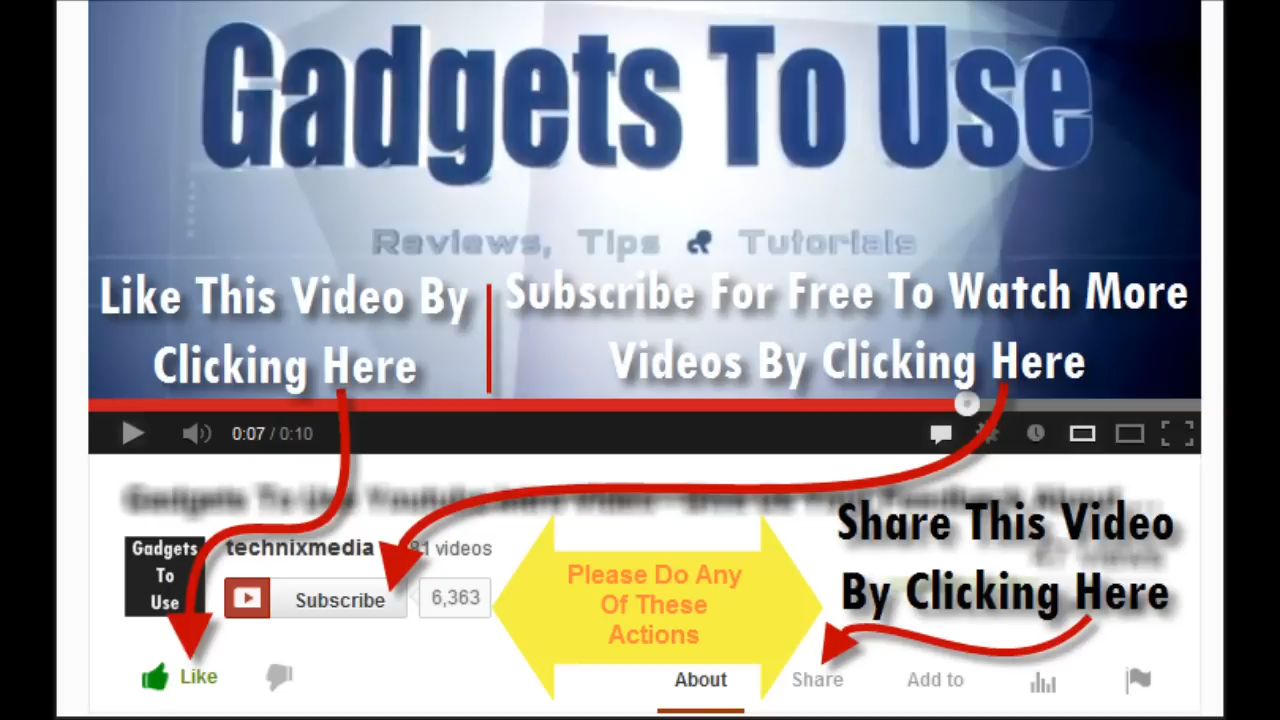 Gadgets To Use
Reviews, Tips & Tutorials
Like This Video By
Clicking Here
Subscribe For Free To Watch More
Videos By Clicking Here
0:07 / 0:10
Share This Video
By Clicking Here
Gadgets
To
Use
technixmedia
81 videos
Subscribe
6,363
Please Do Any
Of These
Actions
Like
About
Share
Add to